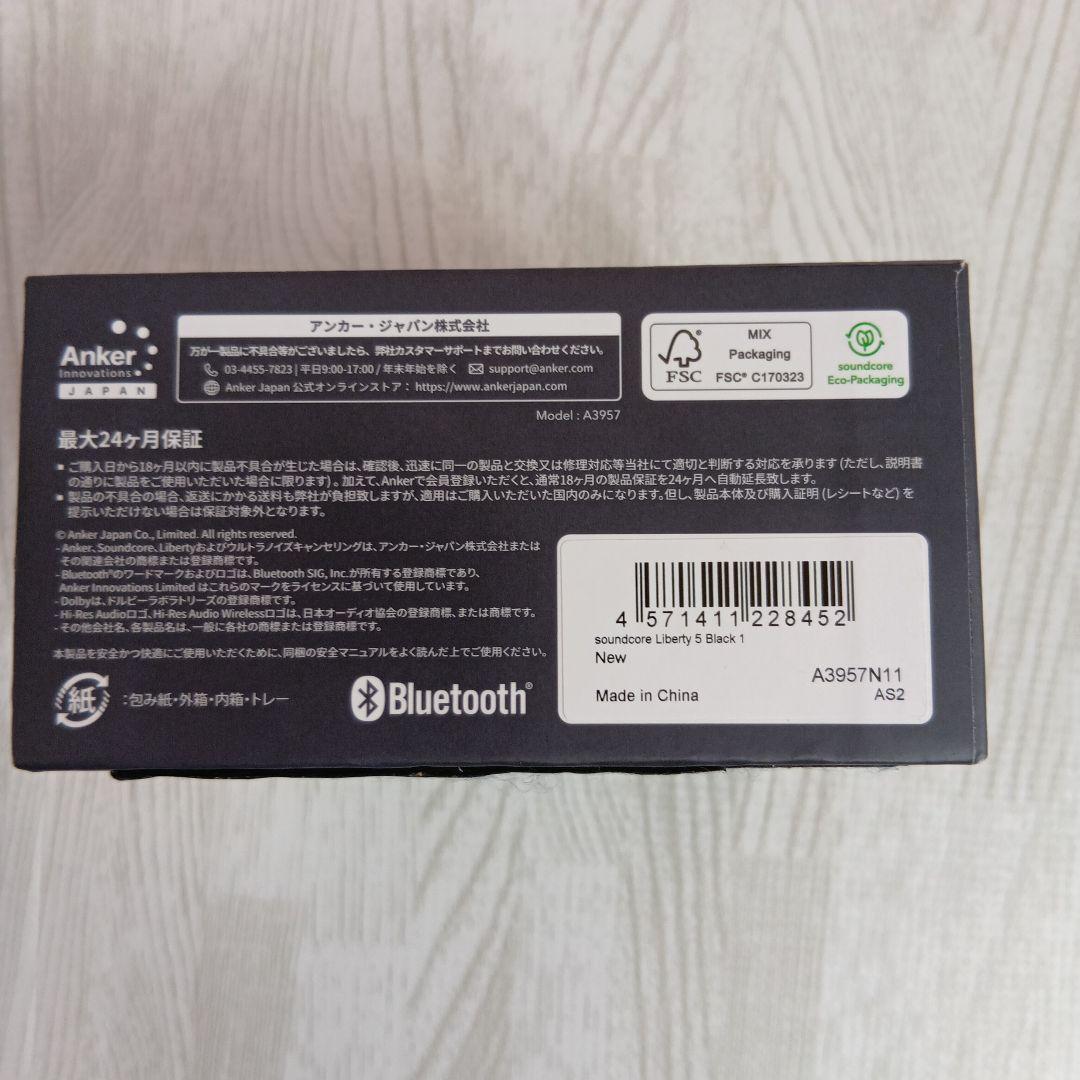 Anker
Innovations
JAPAN
アンカー・ジャパン株式会社
万が一製品に不具合等がございましたら、弊社カスタマーサポートまでお問い合わせください。
03-4455-7823 | 平日9:00-17:00 / 年末年始を除く support@anker.com
Anker Japan 公式オンラインストア： https://www.ankerjapan.com
Model : A3957
FSC
MIX
Packaging
FSC® C170323
soundcore
Eco-Packaging
最大24ヶ月保証
▪ ご購入日から18ヶ月以内に製品不具合が生じた場合は、確認後、迅速に同一の製品と交換又は修理対応等当社にて適切と判断する対応を承ります (ただし、説明書
の通りに製品をご使用いただいた場合に限ります) 。加えて、Ankerで会員登録いただくと、通常18ヶ月の製品保証を24ヶ月へ自動延長致します。
▪ 製品の不具合の場合、返送にかかる送料も弊社が負担致しますが、適用はご購入いただいた国内のみになります。但し、製品本体及び購入証明 (レシートなど) を
提示いただけない場合は保証対象外となります。
© Anker Japan Co., Limited. All rights reserved.
- Anker、Soundcore、Libertyおよびウルトラノイズキャンセリングは、アンカー・ジャパン株式会社または
その関連会社の商標または登録商標です。
- Bluetooth®のワードマークおよびロゴは、Bluetooth SIG, Inc.が所有する登録商標であり、
Anker Innovations Limited はこれらのマークをライセンスに基づいて使用しています。
- Dolbyは、ドルビーラボラトリーズの登録商標です。
- Hi-Res Audioロゴ、Hi-Res Audio Wirelessロゴは、日本オーディオ協会の登録商標、または商標です。
- その他会社名、各製品名は、一般に各社の商標または登録商標です。
本製品を安全かつ快適にご使用いただくために、同梱の安全マニュアルをよく読んだ上でご使用ください。
紙
：包み紙・外箱・内箱・トレー
Bluetooth®
4 571411 228452
soundcore Liberty 5 Black 1
New
A3957N11
Made in China
AS2